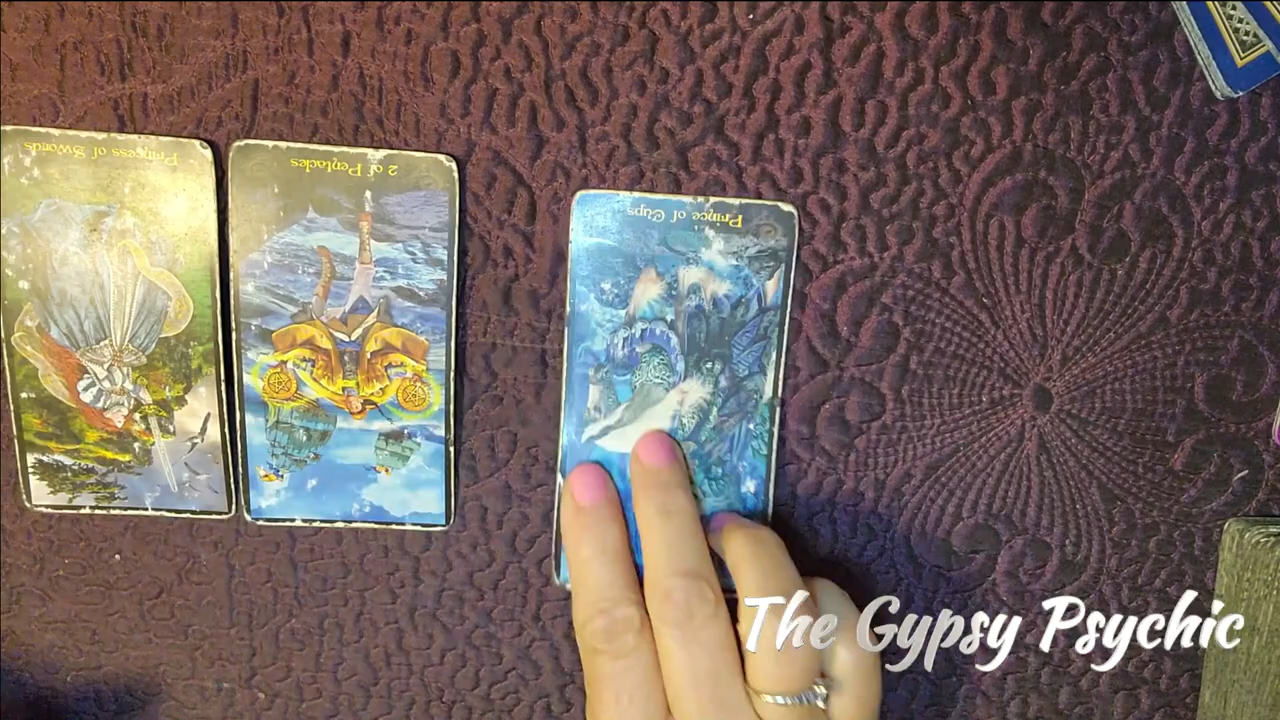 Princess of Swords
2 of Pentacles
Prince of Cups
The Gypsy Psychic